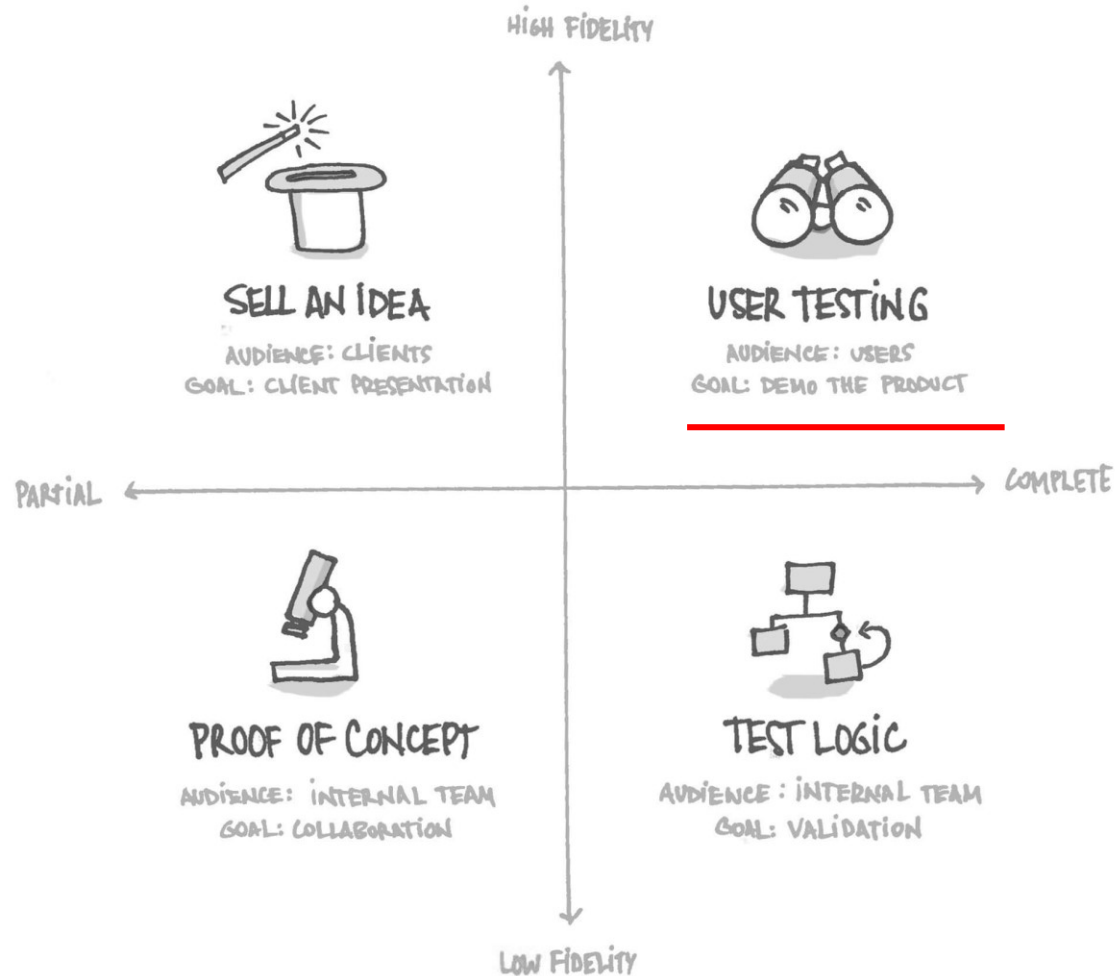 HIGH FIDELITY
SELL AN IDEA
AUDIENCE: CLIENTS
GOAL: CLIENT PRESENTATION
USER TESTING
AUDIENCE: USERS
GOAL: DEMO THE PRODUCT
PARTIAL
COMPLETE
PROOF OF CONCEPT
AUDIENCE: INTERNAL TEAM
GOAL: COLLABORATION
TEST LOGIC
AUDIENCE: INTERNAL TEAM
GOAL: VALIDATION
LOW FIDELITY